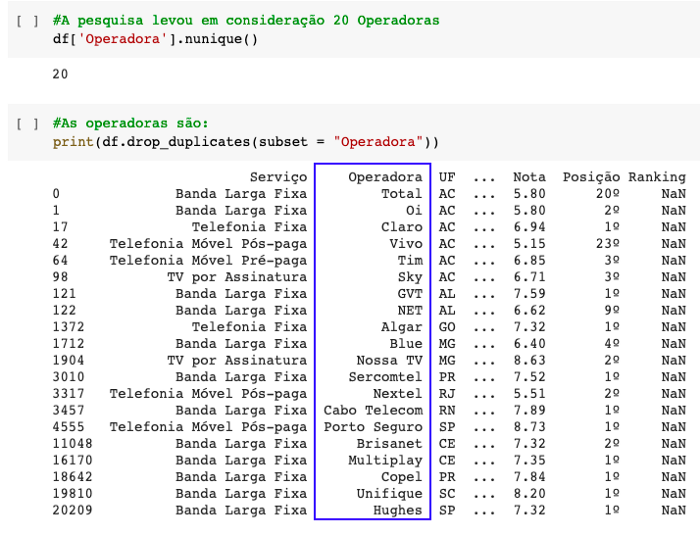 [ ] #A pesquisa levou em consideração 20 Operadoras
df['Operadora'].nunique()
20
[ ] #As operadoras são:
print(df.drop_duplicates(subset = "Operadora"))
Serviço Operadora UF ... Nota Posição Ranking
0 Banda Larga Fixa Total AC ... 5.80 20º NaN
1 Banda Larga Fixa Oi AC ... 5.80 2º NaN
17 Telefonia Fixa Claro AC ... 6.94 1º NaN
42 Telefonia Móvel Pós-paga Vivo AC ... 5.15 23º NaN
64 Telefonia Móvel Pré-paga Tim AC ... 6.85 3º NaN
98 TV por Assinatura Sky AC ... 6.71 3º NaN
121 Banda Larga Fixa GVT AL ... 7.59 1º NaN
122 Banda Larga Fixa NET AL ... 6.62 9º NaN
1372 Telefonia Fixa Algar GO ... 7.32 1º NaN
1712 Banda Larga Fixa Blue MG ... 6.40 4º NaN
1904 TV por Assinatura Nossa TV MG ... 8.63 2º NaN
3010 Banda Larga Fixa Sercomtel PR ... 7.52 1º NaN
3317 Telefonia Móvel Pós-paga Nextel RJ ... 5.51 2º NaN
3457 Banda Larga Fixa Cabo Telecom RN ... 7.89 1º NaN
4555 Telefonia Móvel Pós-paga Porto Seguro SP ... 8.73 1º NaN
11048 Banda Larga Fixa Brisanet CE ... 7.32 2º NaN
16170 Banda Larga Fixa Multiplay CE ... 7.35 1º NaN
18642 Banda Larga Fixa Copel PR ... 7.84 1º NaN
19810 Banda Larga Fixa Unifique SC ... 8.20 1º NaN
20209 Banda Larga Fixa Hughes SP ... 7.32 1º NaN